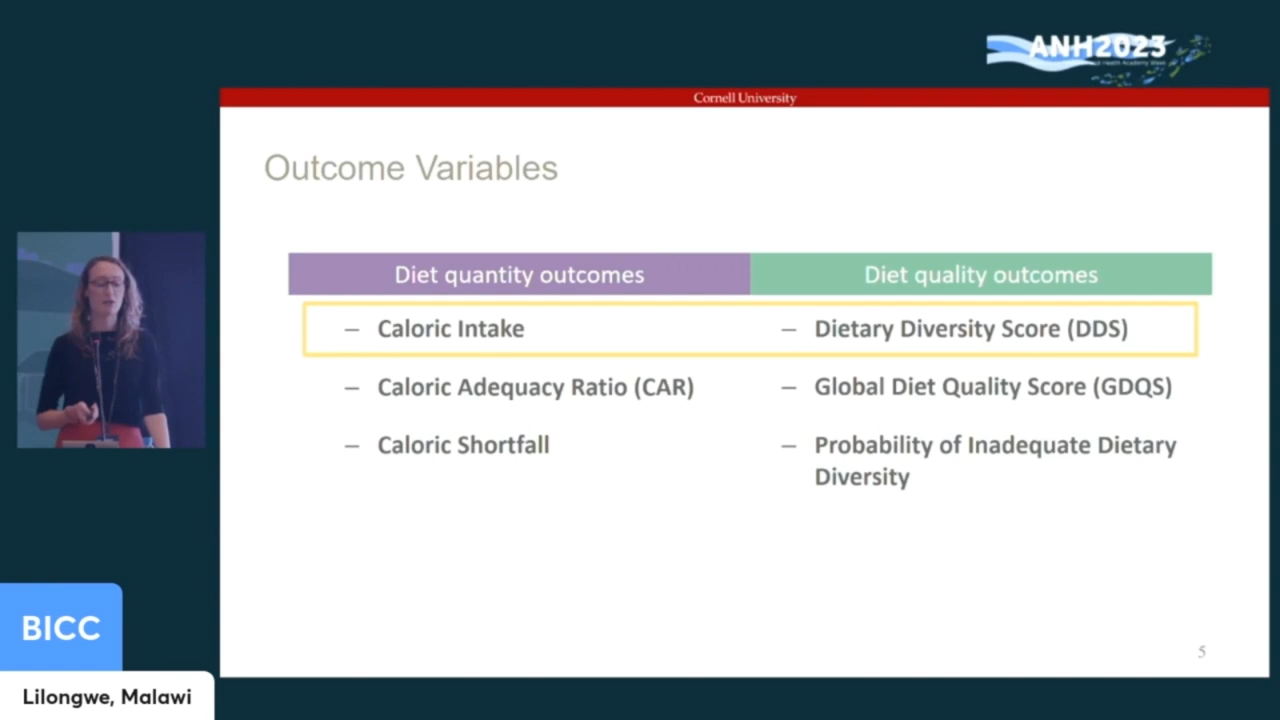 ANH2023
Cornell University
Outcome Variables
Diet quantity outcomes
Diet quality outcomes
– Caloric Intake
– Dietary Diversity Score (DDS)
– Caloric Adequacy Ratio (CAR)
– Global Diet Quality Score (GDQS)
– Caloric Shortfall
– Probability of Inadequate Dietary
Diversity
BICC
5
Lilongwe, Malawi